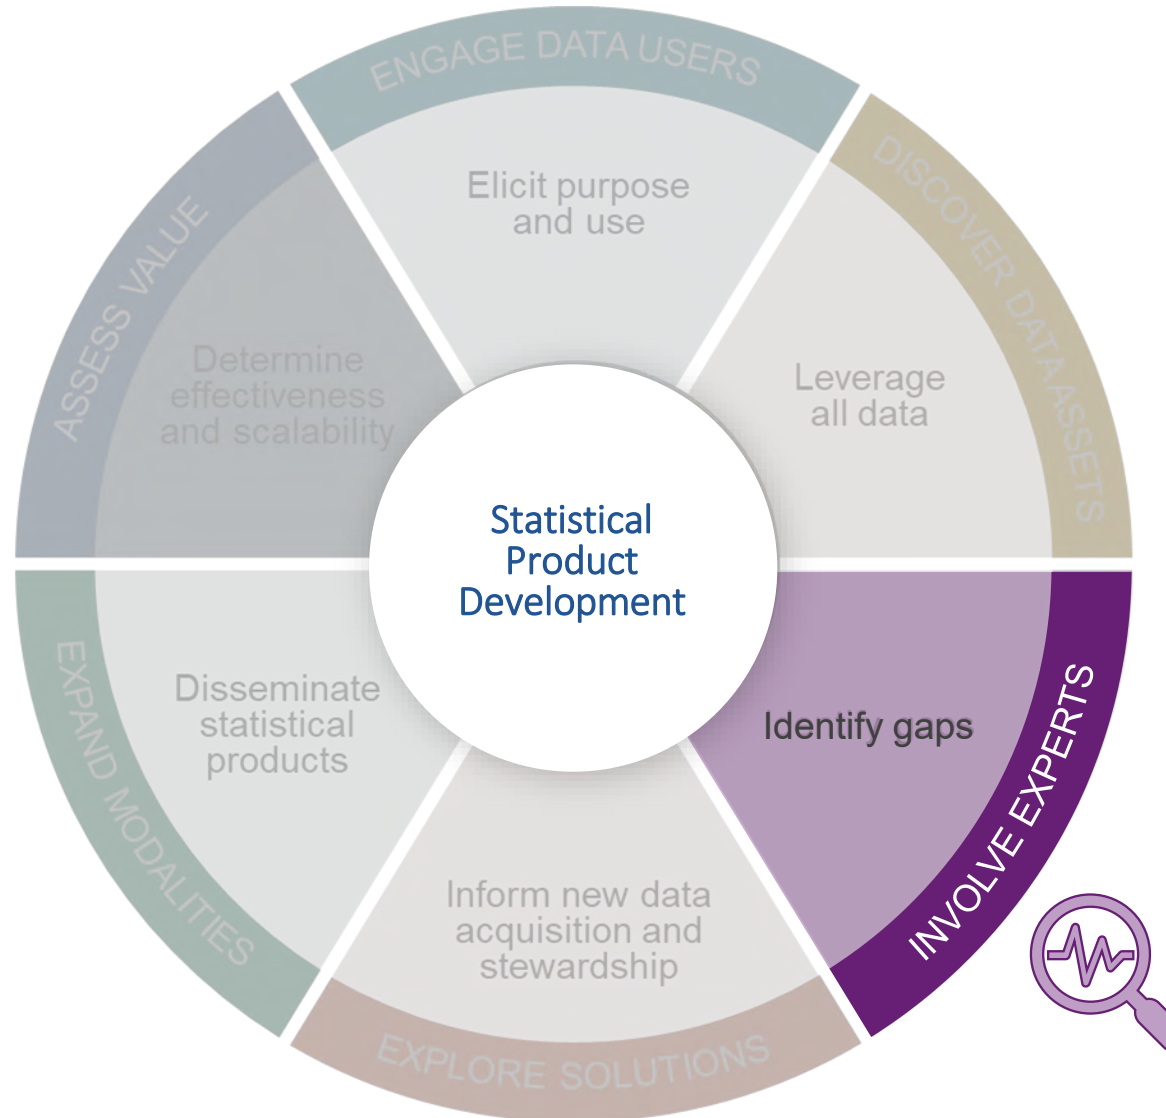 ENGAGE DATA USERS
Elicit purpose
and use
DISCOVER DATA ASSETS
Leverage
all data
INVOLVE EXPERTS
Identify gaps
EXPLORE SOLUTIONS
Inform new data
acquisition and
stewardship
EXPAND MODALITIES
Disseminate
statistical
products
ASSESS VALUE
Determine
effectiveness
and scalability
Statistical
Product
Development